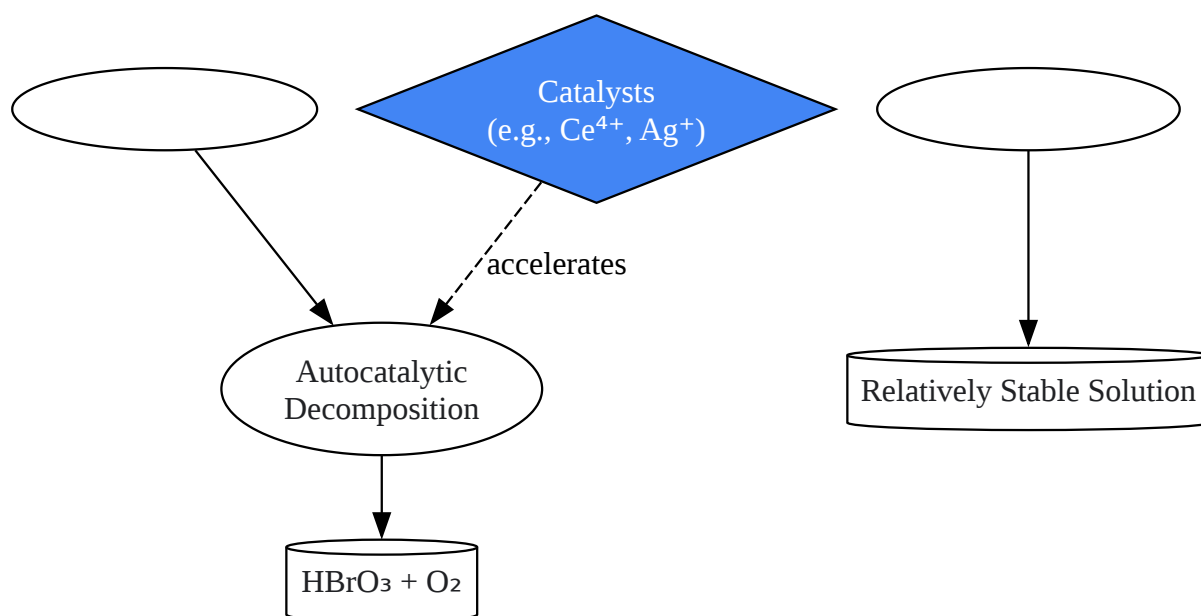 Catalysts
(e.g., Ce⁴⁺, Ag⁺)
accelerates
Autocatalytic
Decomposition
Relatively Stable Solution
HBrO₃ + O₂